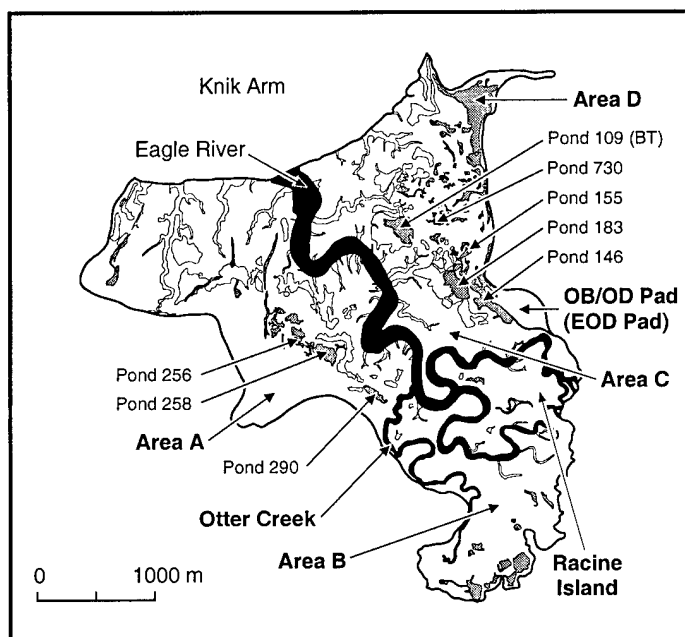 Knik Arm
Area D
Eagle River
Pond 109 (BT)
Pond 730
Pond 155
Pond 183
Pond 146
OB/OD Pad
(EOD Pad)
Pond 256
Pond 258
Area C
Area A
Pond 290
Otter Creek
Area B
Racine
Island
0 1000 m